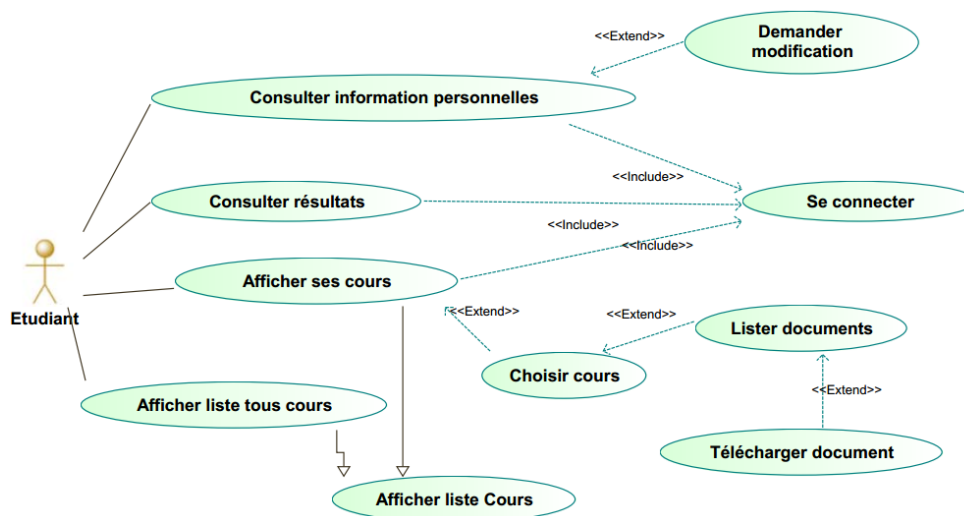 Demander
modification
<<Extend>>
Consulter information personnelles
<<Include>>
Consulter résultats
Se connecter
<<Include>>
<<Include>>
Afficher ses cours
Etudiant
<<Extend>>
<<Extend>>
Lister documents
Choisir cours
<<Extend>>
Afficher liste tous cours
Télécharger document
Afficher liste Cours